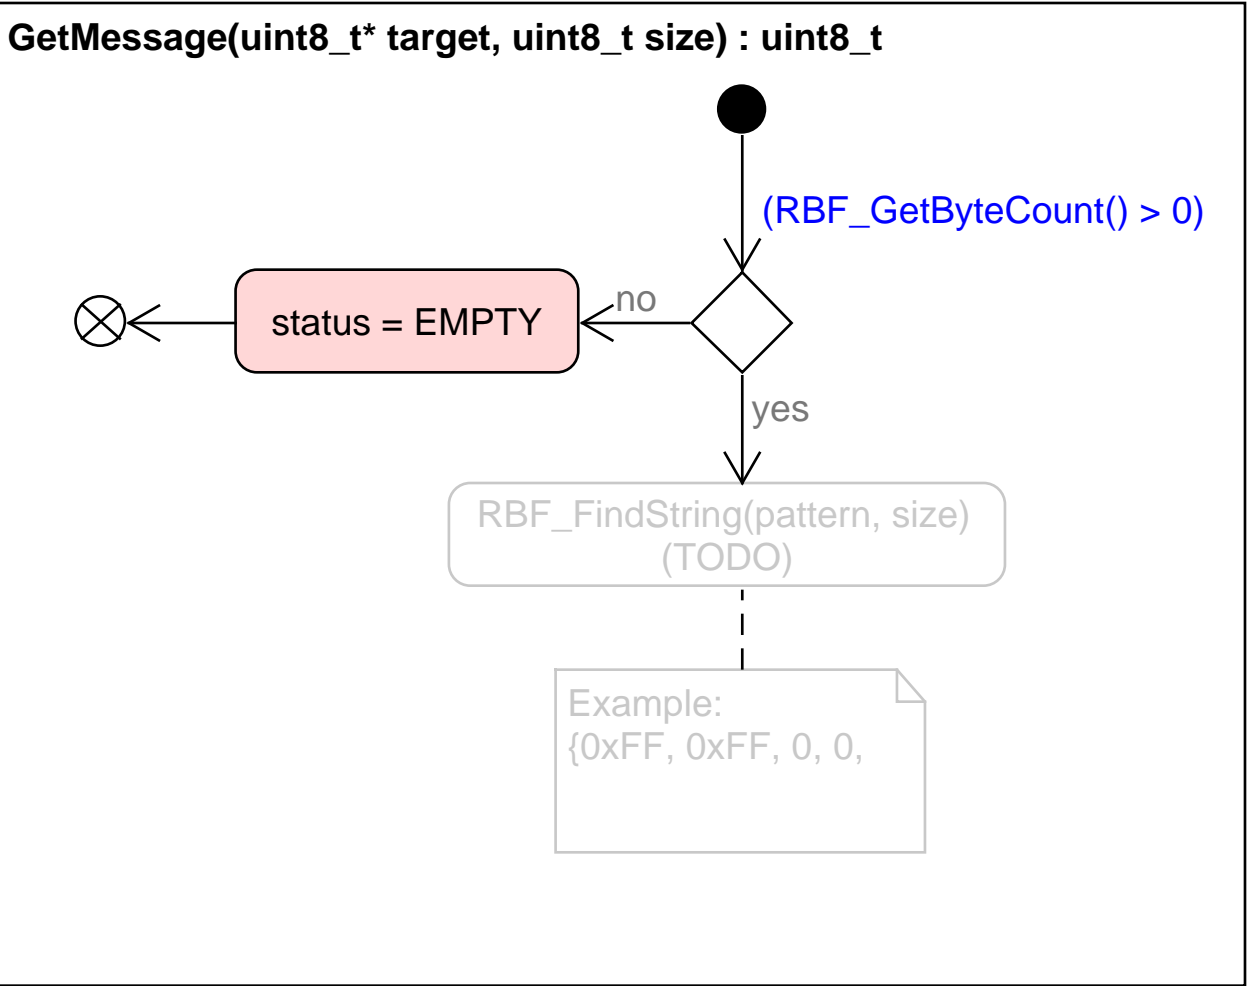 GetMessage(uint8_t* target, uint8_t size) : uint8_t
(RBF_GetByteCount() > 0)
no
status = EMPTY
yes
RBF_FindString(pattern, size)
(TODO)
Example:
{0xFF, 0xFF, 0, 0,